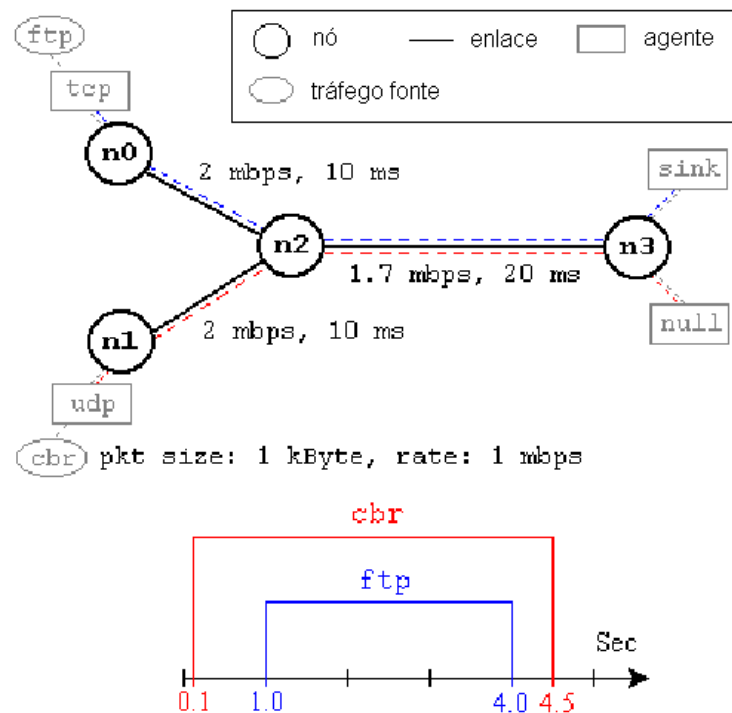 ftp
tcp
nó
enlace
agente
tráfego fonte
n0
2 mbps, 10 ms
sink
n2
n3
1.7 mbps, 20 ms
n1
2 mbps, 10 ms
null
udp
cbr
pkt size: 1 kByte, rate: 1 mbps
cbr
ftp
Sec
0.1
1.0
4.0
4.5